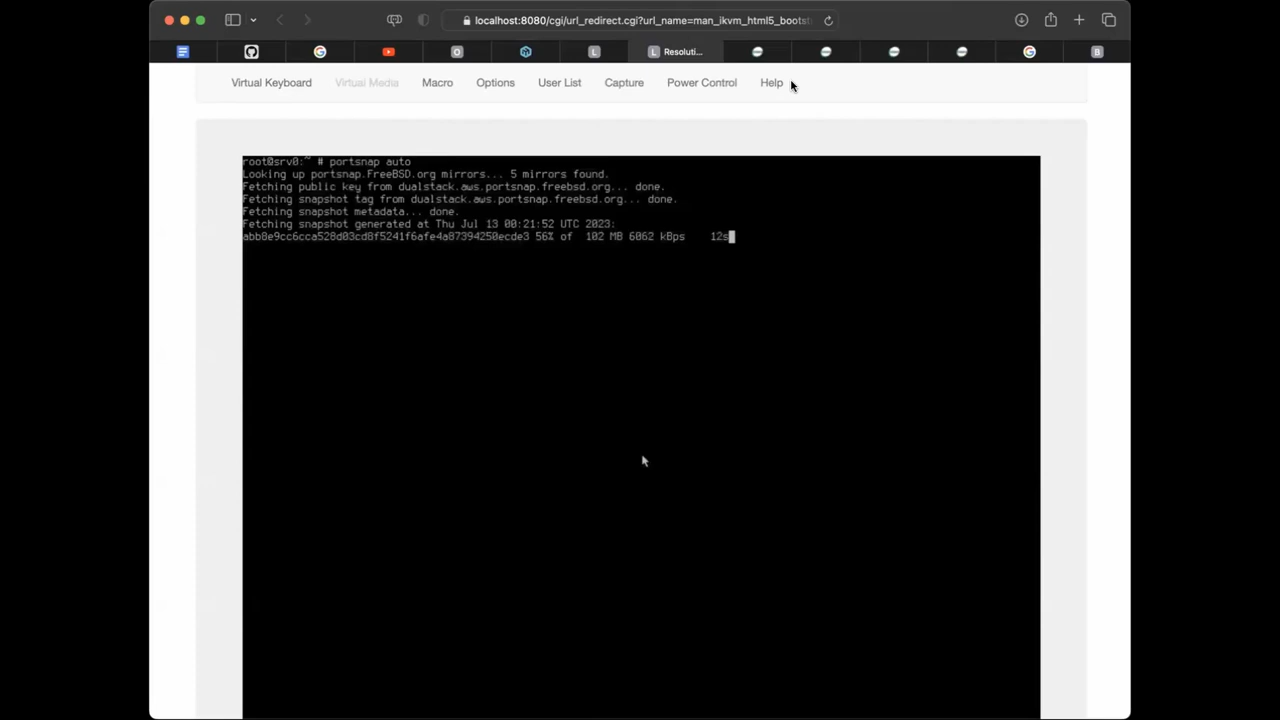 localhost:8080/cgi/url_redirect.cgi?url_name=man_ikvm_html5_bootst
O
L
L Resoluti...
B
Virtual Keyboard Virtual Media Macro Options User List Capture Power Control Help
root@srv0:~ # portsnap auto
Looking up portsnap.FreeBSD.org mirrors... 5 mirrors found.
Fetching public key from dualstack.aws.portsnap.freebsd.org... done.
Fetching snapshot tag from dualstack.aws.portsnap.freebsd.org... done.
Fetching snapshot metadata... done.
Fetching snapshot generated at Thu Jul 13 00:21:52 UTC 2023:
abb8e9cc6cca528d03cd8f5241f6afe4a87394250ecde3 56% of 102 MB 6062 kBps 12s